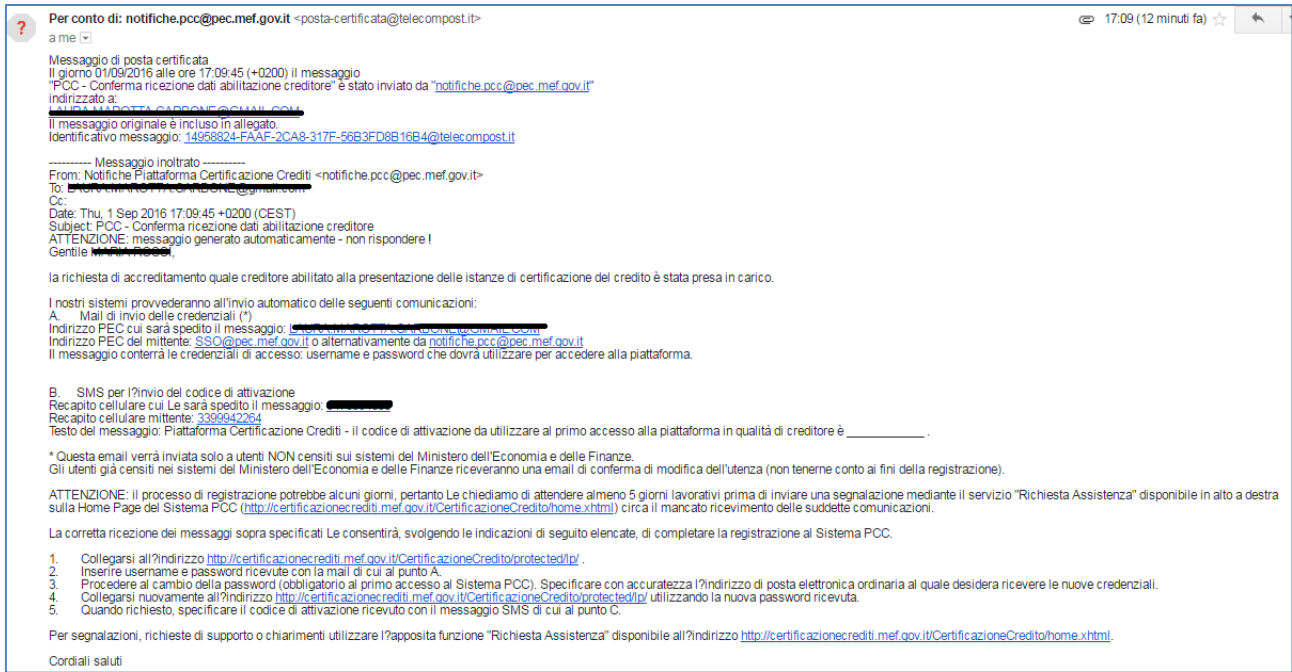 Per conto di: notifiche.pcc@pec.mef.gov.it <posta-certificata@telecompost.it>
17:09 (12 minuti fa)
a me
Messaggio di posta certificata
Il giorno 01/09/2016 alle ore 17:09:45 (+0200) il messaggio
"PCC - Conferma ricezione dati abilitazione creditore" è stato inviato da "notifiche.pcc@pec.mef.gov.it"
indirizzato a:
Il messaggio originale è incluso in allegato.
Identificativo messaggio: 14958824-FAAF-2CA8-317F-56B3FD8B16B4@telecompost.it
---------- Messaggio inoltrato ----------
From: Notifiche Piattaforma Certificazione Crediti <notifiche.pcc@pec.mef.gov.it>
To:
Cc:
Date: Thu, 1 Sep 2016 17:09:45 +0200 (CEST)
Subject: PCC - Conferma ricezione dati abilitazione creditore
ATTENZIONE: messaggio generato automaticamente - non rispondere !
Gentile ,
la richiesta di accreditamento quale creditore abilitato alla presentazione delle istanze di certificazione del credito è stata presa in carico.
I nostri sistemi provvederanno all'invio automatico delle seguenti comunicazioni:
A. Mail di invio delle credenziali (*)
Indirizzo PEC cui sarà spedito il messaggio:
Indirizzo PEC del mittente: SSO@pec.mef.gov.it o alternativamente da notifiche.pcc@pec.mef.gov.it
Il messaggio conterrà le credenziali di accesso: username e password che dovrà utilizzare per accedere alla piattaforma.
B. SMS per l?invio del codice di attivazione
Recapito cellulare cui Le sarà spedito il messaggio:
Recapito cellulare mittente: 3399942264
Testo del messaggio: Piattaforma Certificazione Crediti - il codice di attivazione da utilizzare al primo accesso alla piattaforma in qualità di creditore è ___________ .
* Questa email verrà inviata solo a utenti NON censiti sui sistemi del Ministero dell'Economia e delle Finanze.
Gli utenti già censiti nei sistemi del Ministero dell'Economia e delle Finanze riceveranno una email di conferma di modifica dell'utenza (non tenerne conto ai fini della registrazione).
ATTENZIONE: il processo di registrazione potrebbe alcuni giorni, pertanto Le chiediamo di attendere almeno 5 giorni lavorativi prima di inviare una segnalazione mediante il servizio "Richiesta Assistenza" disponibile in alto a destra
sulla Home Page del Sistema PCC (http://certificazionecrediti.mef.gov.it/CertificazioneCredito/home.xhtml) circa il mancato ricevimento delle suddette comunicazioni.
La corretta ricezione dei messaggi sopra specificati Le consentirà, svolgendo le indicazioni di seguito elencate, di completare la registrazione al Sistema PCC.
1. Collegarsi all?indirizzo http://certificazionecrediti.mef.gov.it/CertificazioneCredito/protected/lp/ .
2. Inserire username e password ricevute con la mail di cui al punto A.
3. Procedere al cambio della password (obbligatorio al primo accesso al Sistema PCC). Specificare con accuratezza l?indirizzo di posta elettronica ordinaria al quale desidera ricevere le nuove credenziali.
4. Collegarsi nuovamente all?indirizzo http://certificazionecrediti.mef.gov.it/CertificazioneCredito/protected/lp/ utilizzando la nuova password ricevuta.
5. Quando richiesto, specificare il codice di attivazione ricevuto con il messaggio SMS di cui al punto C.
Per segnalazioni, richieste di supporto o chiarimenti utilizzare l?apposita funzione "Richiesta Assistenza" disponibile all?indirizzo http://certificazionecrediti.mef.gov.it/CertificazioneCredito/home.xhtml.
Cordiali saluti